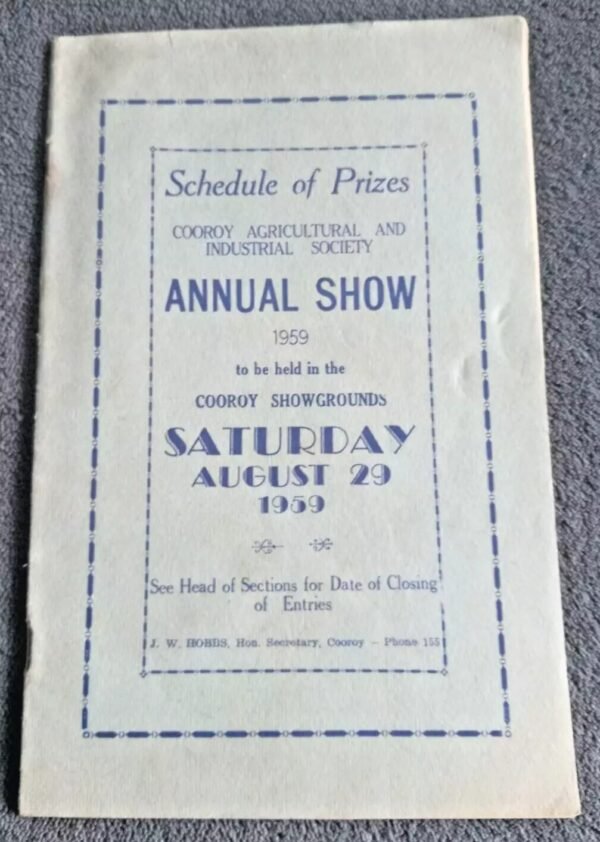 Schedule of Prizes
COOROY AGRICULTURAL AND
INDUSTRIAL SOCIETY
ANNUAL SHOW
1959
to be held in the
COOROY SHOWGROUNDS
SATURDAY
AUGUST 29
1959
See Head of Sections for Date of Closing
of Entries
J. W. HOBBS, Hon. Secretary, Cooroy – Phone 155